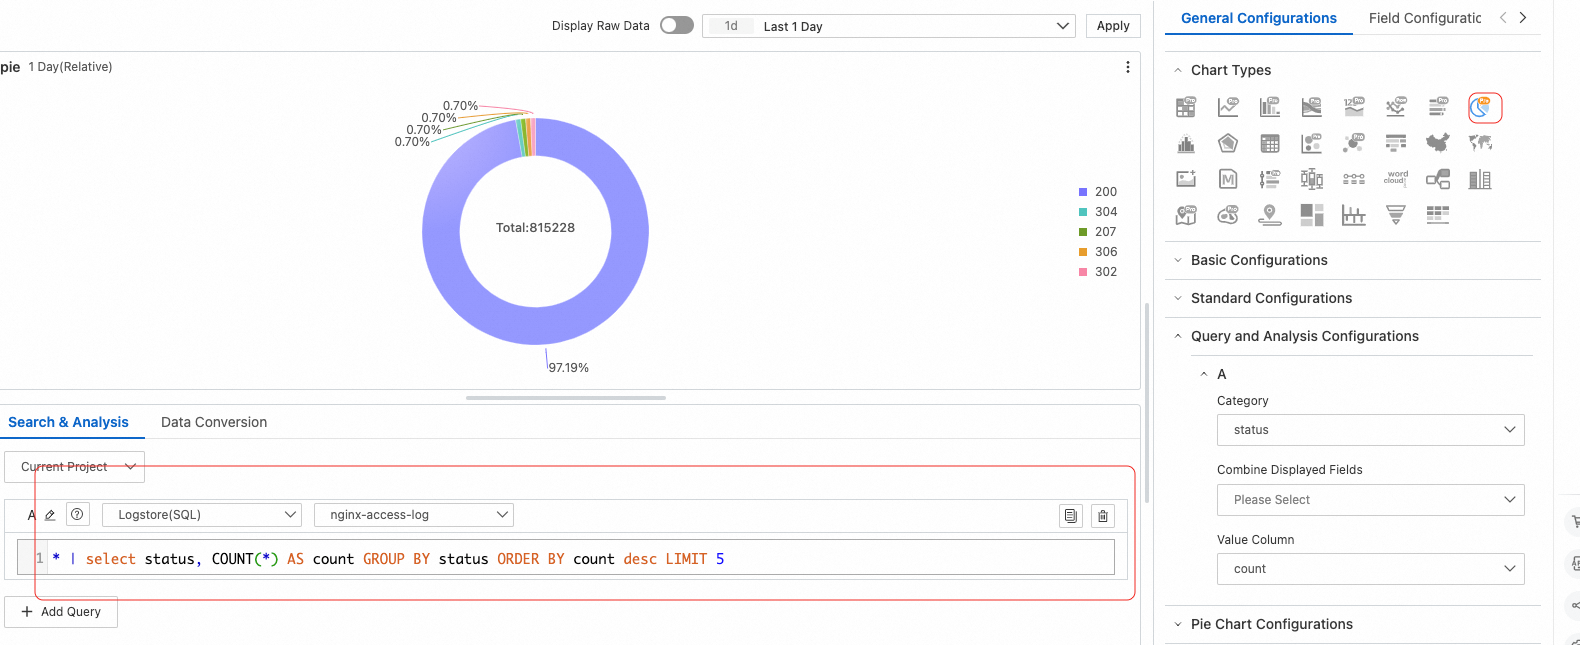 Display Raw Data
1d Last 1 Day
Apply
pie 1 Day(Relative)
0.70%
0.70%
0.70%
0.70%
Total:815228
97.19%
200
304
207
306
302
Search & Analysis Data Conversion
Current Project
A Logstore(SQL) nginx-access-log
1 * | select status, COUNT(*) AS count GROUP BY status ORDER BY count desc LIMIT 5
+ Add Query
General Configurations Field Configuratic
Chart Types
Basic Configurations
Standard Configurations
Query and Analysis Configurations
A
Category
status
Combine Displayed Fields
Please Select
Value Column
count
Pie Chart Configurations